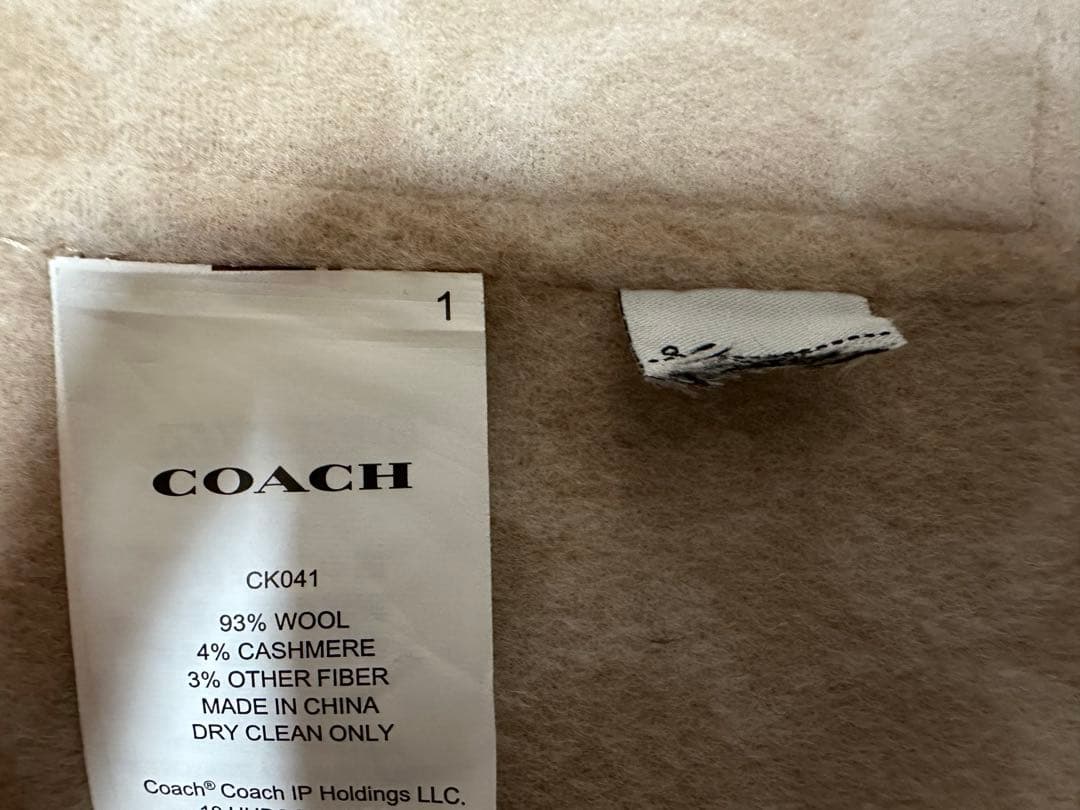 1
COACH
CK041
93% WOOL
4% CASHMERE
3% OTHER FIBER
MADE IN CHINA
DRY CLEAN ONLY
Coach® Coach IP Holdings LLC.
10